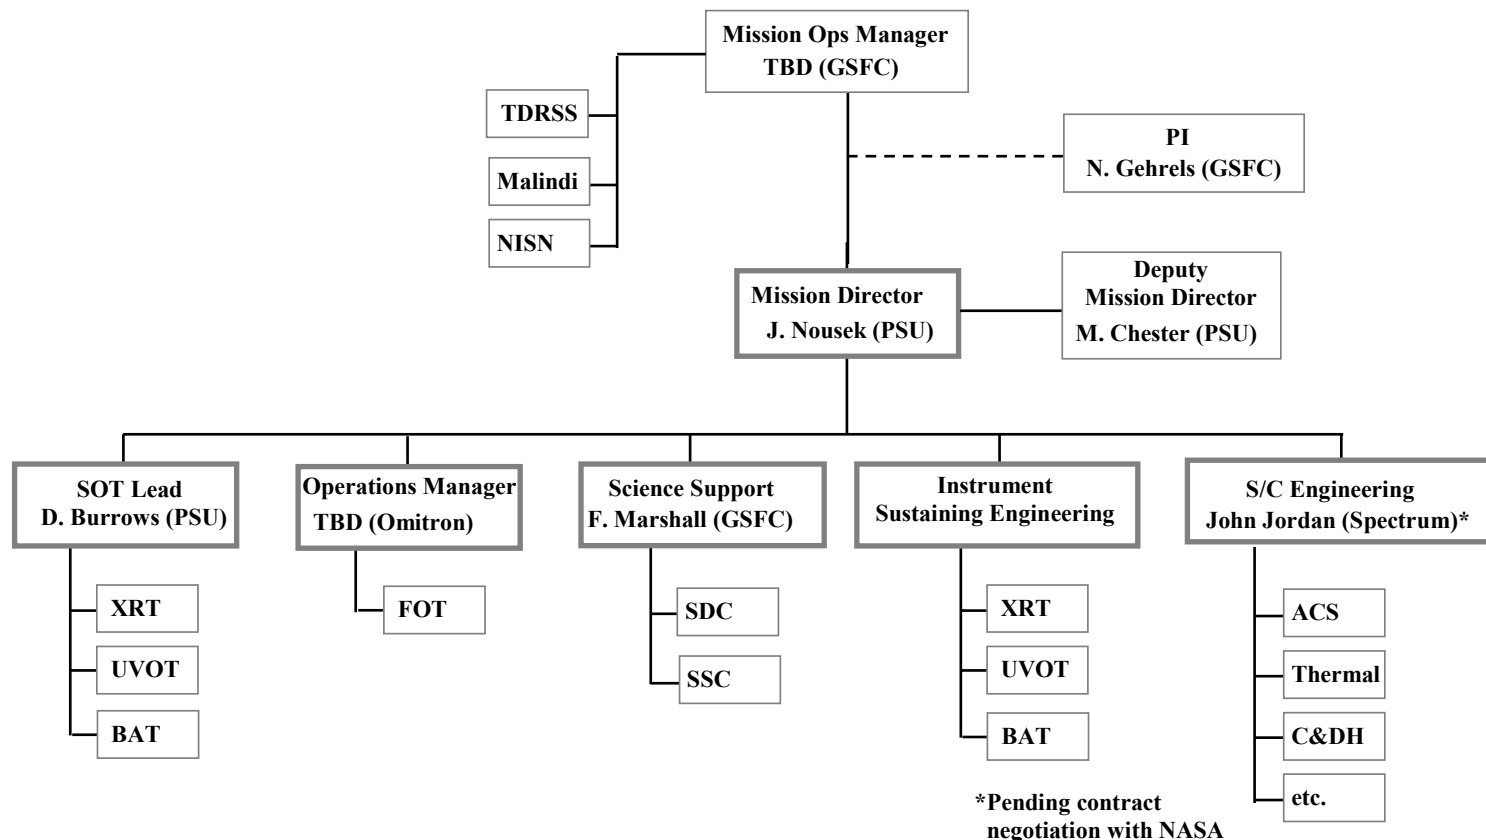 Mission Ops Manager
TBD (GSFC)
TDRSS
Malindi
NISN
PI
N. Gehrels (GSFC)
Mission Director
J. Nousek (PSU)
Deputy
Mission Director
M. Chester (PSU)
SOT Lead
D. Burrows (PSU)
Operations Manager
TBD (Omitron)
Science Support
F. Marshall (GSFC)
Instrument
Sustaining Engineering
S/C Engineering
John Jordan (Spectrum)*
XRT
UVOT
BAT
FOT
SDC
SSC
XRT
UVOT
BAT
ACS
Thermal
C&DH
etc.
*Pending contract
negotiation with NASA